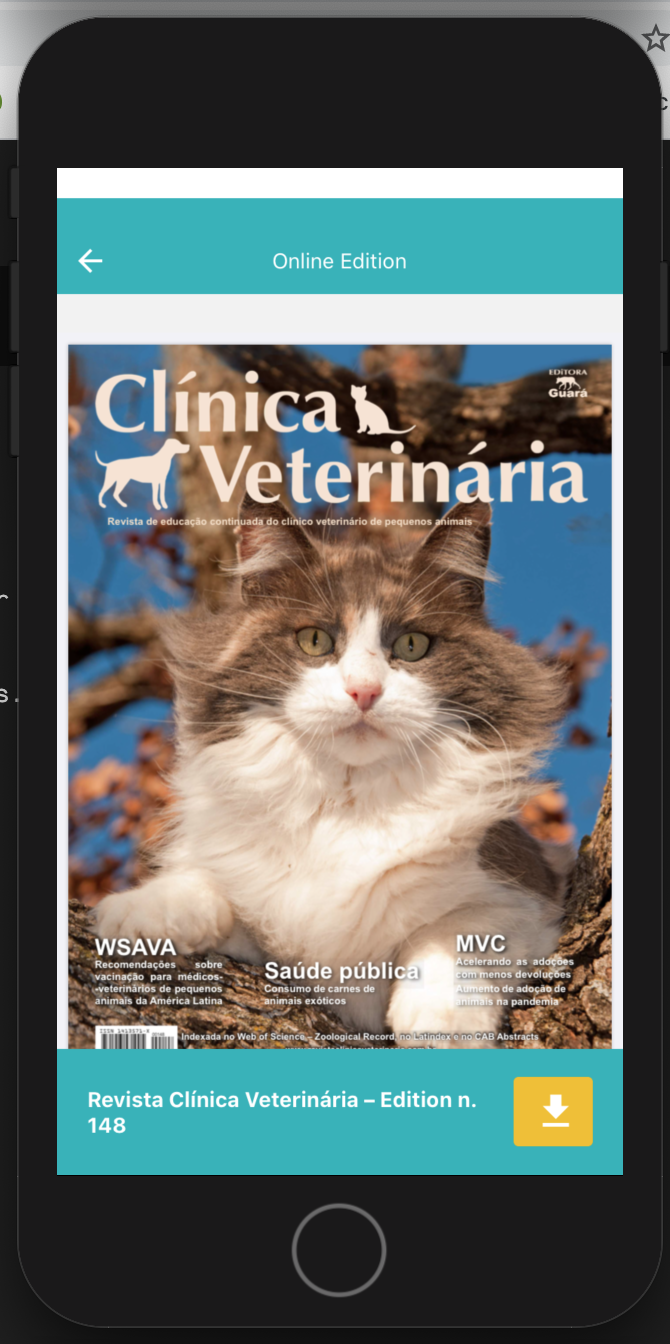 Online Edition
Clínica
EDITORA
Guará
Veterinária
Revista de educação continuada do clínico veterinário de pequenos animais
WSAVA
Recomendações sobre
vacinação para médicos-
-veterinários de pequenos
animais da América Latina
Saúde pública
Consumo de carnes de
animais exóticos
MVC
Acelerando as adoções
com menos devoluções
Aumento de adoção de
animais na pandemia
ISSN 1413571-X
Indexada no Web of Science – Zoological Record, no Latindex e no CAB Abstracts
Revista Clínica Veterinária – Edition n.
148